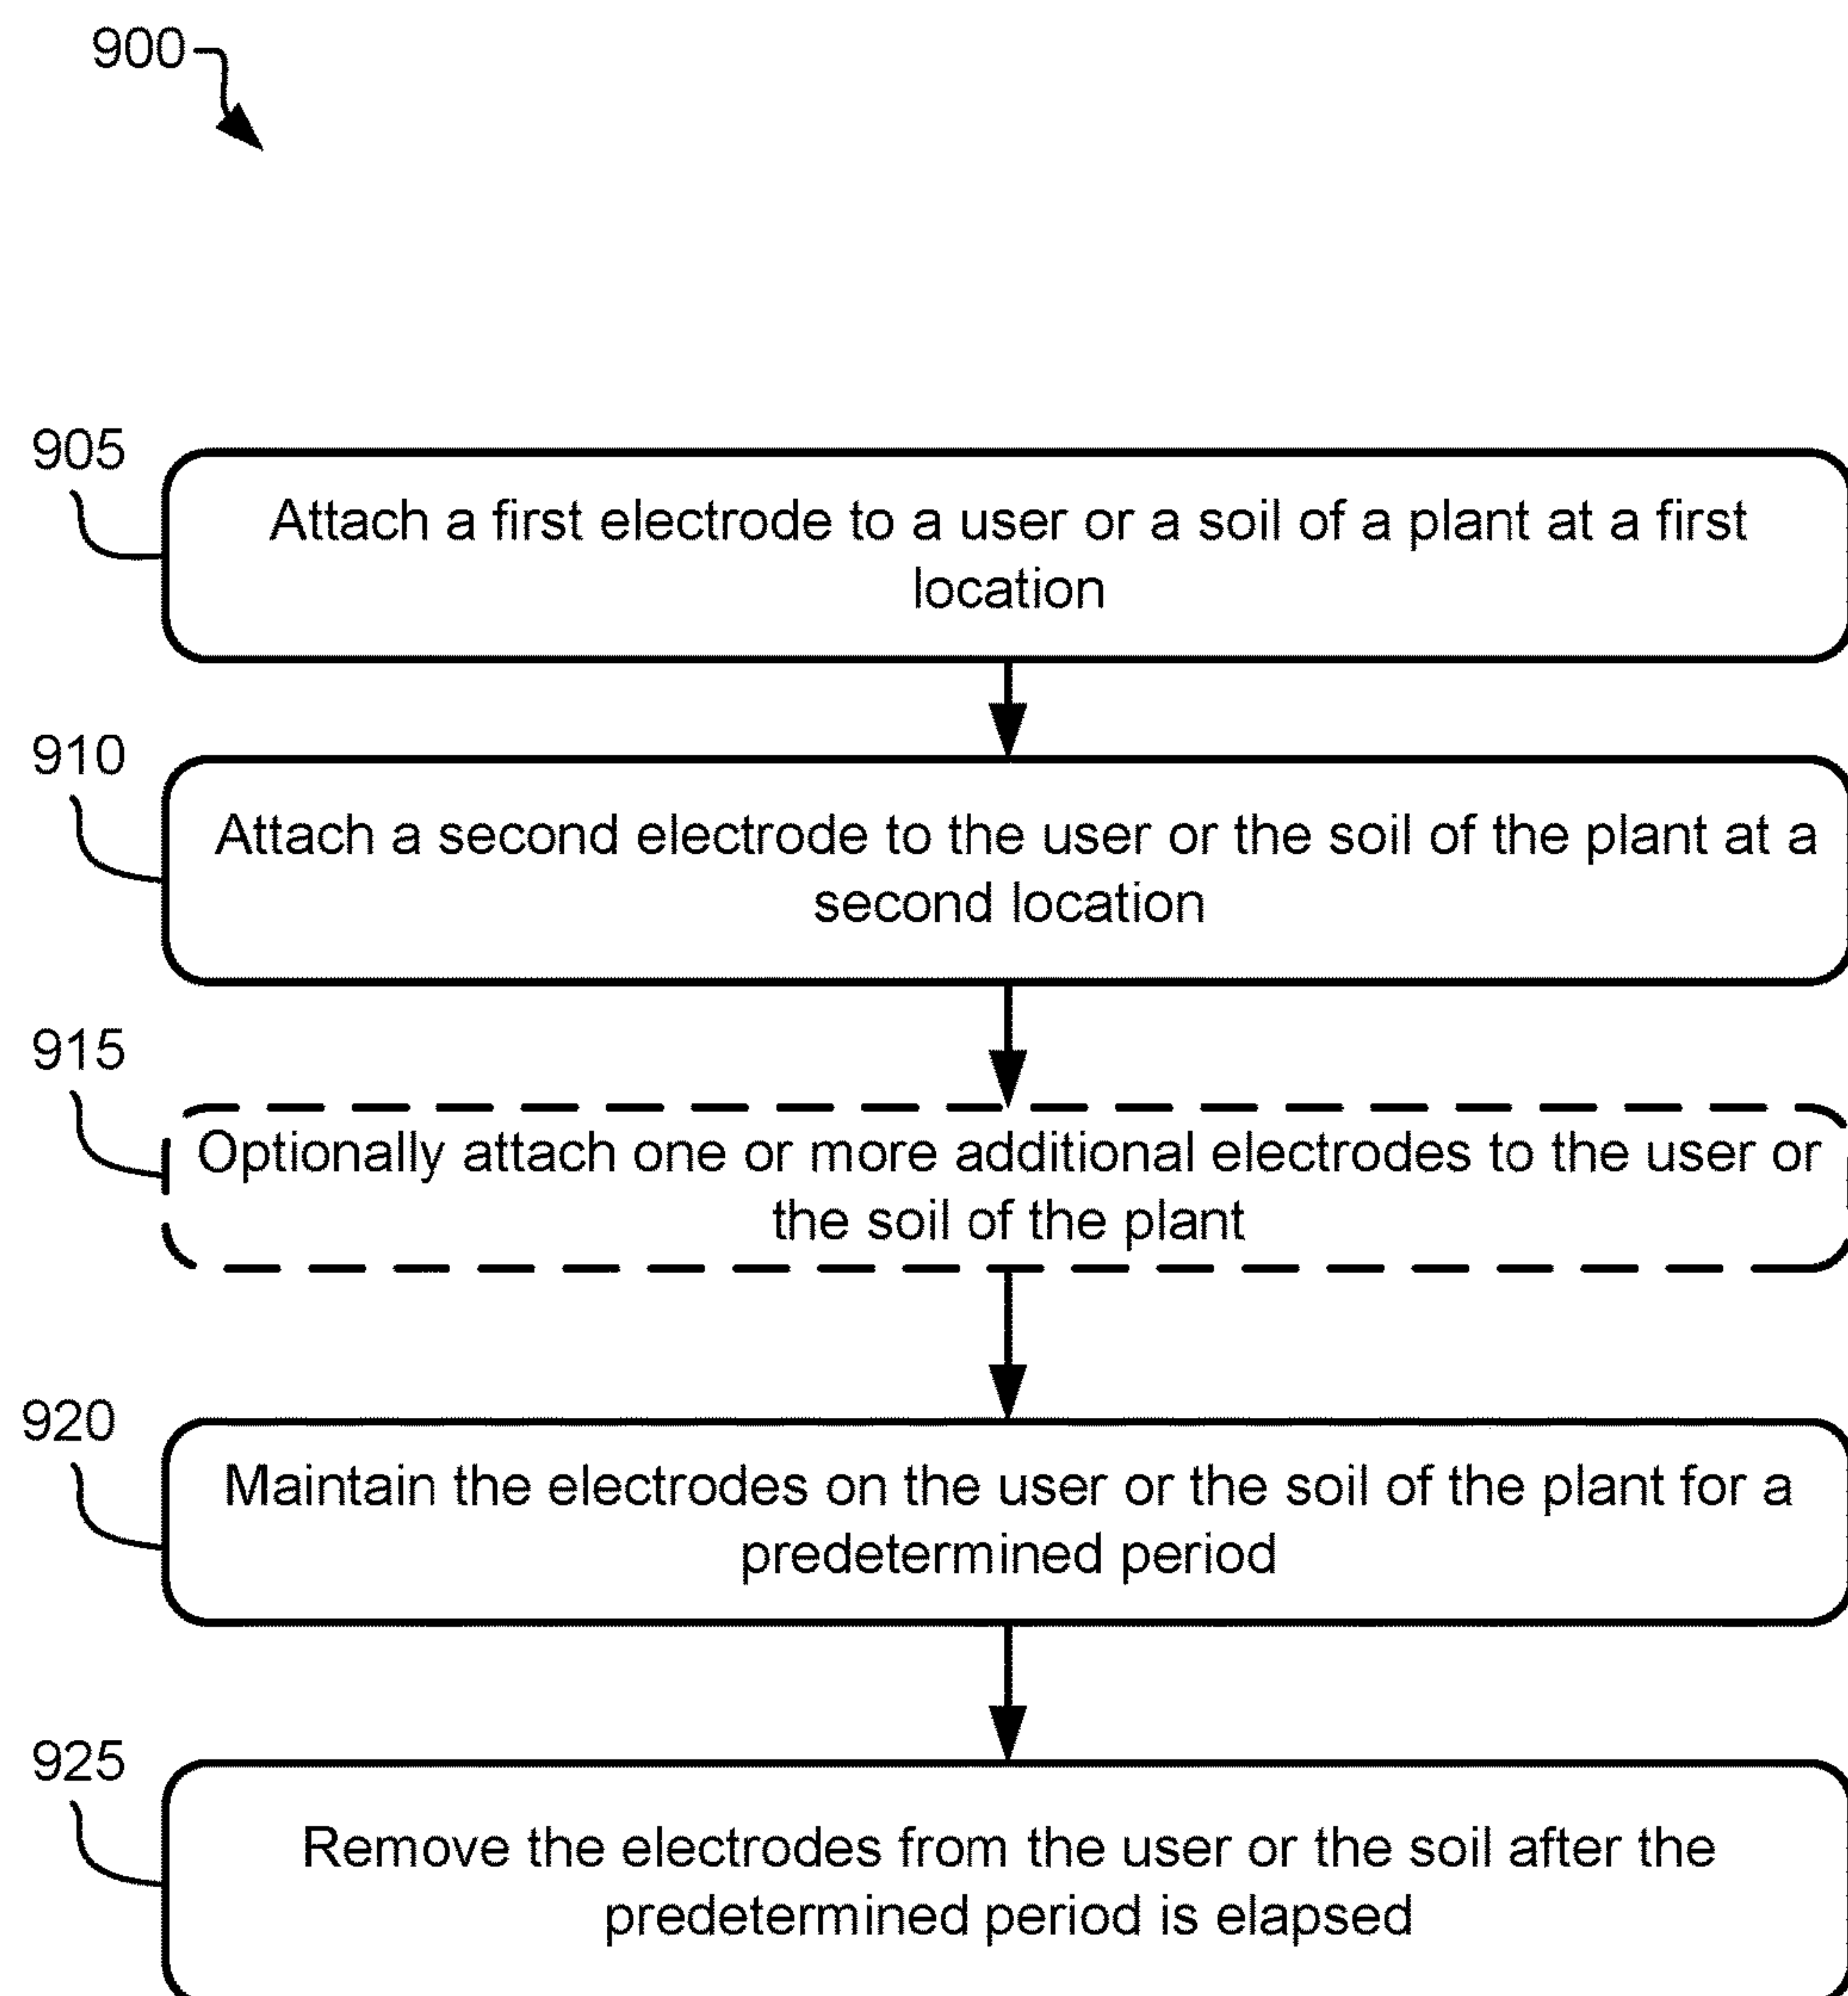 900
905
Attach a first electrode to a user or a soil of a plant at a first
location
910
Attach a second electrode to the user or the soil of the plant at a
second location
915
Optionally attach one or more additional electrodes to the user or
the soil of the plant
920
Maintain the electrodes on the user or the soil of the plant for a
predetermined period
925
Remove the electrodes from the user or the soil after the
predetermined period is elapsed